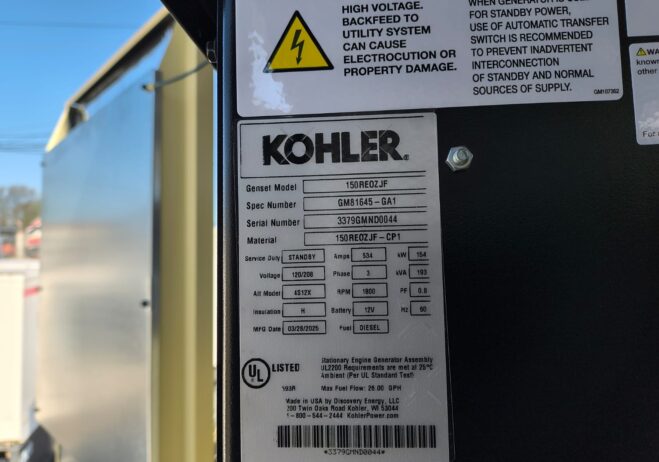 HIGH VOLTAGE.
BACKFEED TO
UTILITY SYSTEM
CAN CAUSE
ELECTROCUTION OR
PROPERTY DAMAGE.
WHEN GENERATOR IS
FOR STANDBY POWER,
USE OF AUTOMATIC TRANSFER
SWITCH IS RECOMMENDED
TO PREVENT INADVERTENT
INTERCONNECTION
OF STANDBY AND NORMAL
SOURCES OF SUPPLY.
GM107362
known
other
KOHLER.
Genset Model 150REOZJF
Spec Number GM81645-GA1
Serial Number 3379GMND0044
Material 150REOZJF-CP1
Service Duty STANDBY Amps 534 kW 154
Voltage 120/208 Phase 3 kVA 193
Alt Model 4S12X RPM 1800 PF 0.8
Insulation H Battery 12V Hz 60
MFG Date 03/28/2025 Fuel DIESEL
UL LISTED
Stationary Engine Generator Assembly
UL2200 Requirements are met at 25°C
Ambient (Per UL Standard Test)
Max Fuel Flow: 26.00 GPH
Made in USA by Discovery Energy, LLC
200 Twin Oaks Road Kohler, WI 53044
1-800-544-2444 KohlerPower.com
*3379GMND0044*